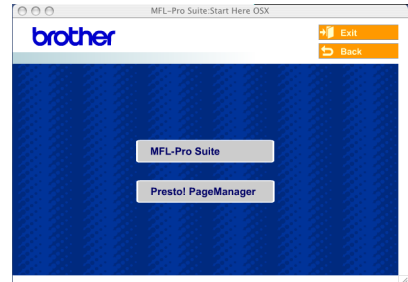 MFL-Pro Suite:Start Here OSX
brother
Exit
Back
MFL-Pro Suite
Presto! PageManager